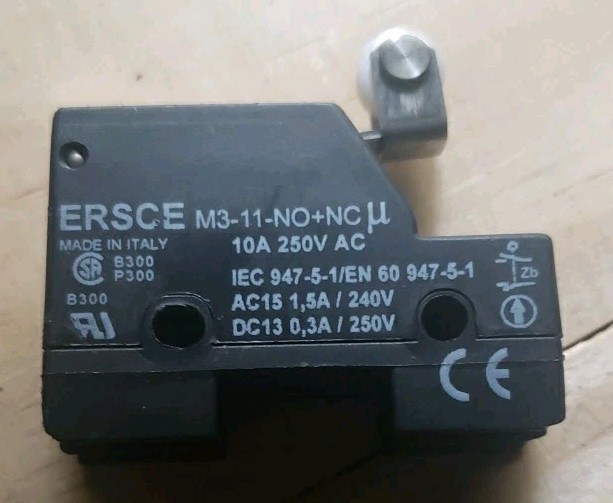 ERSCE M3-11-NO+NC µ
MADE IN ITALY
10A 250V AC
B300
P300
IEC 947-5-1/EN 60 947-5-1
B300
AC15 1,5A / 240V
DC13 0,3A / 250V
Zb
CE